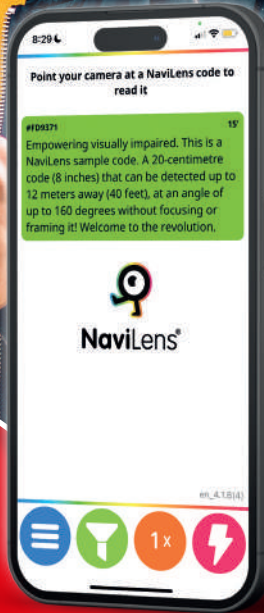 8:29
Point your camera at a NaviLens code to
read it
#FD9371 15'
Empowering visually impaired. This is a
NaviLens sample code. A 20-centimetre
code (8 inches) that can be detected up to
12 meters away (40 feet), at an angle of
up to 160 degrees without focusing or
framing it! Welcome to the revolution.
NaviLens®
en_4.1.8(4)
1x